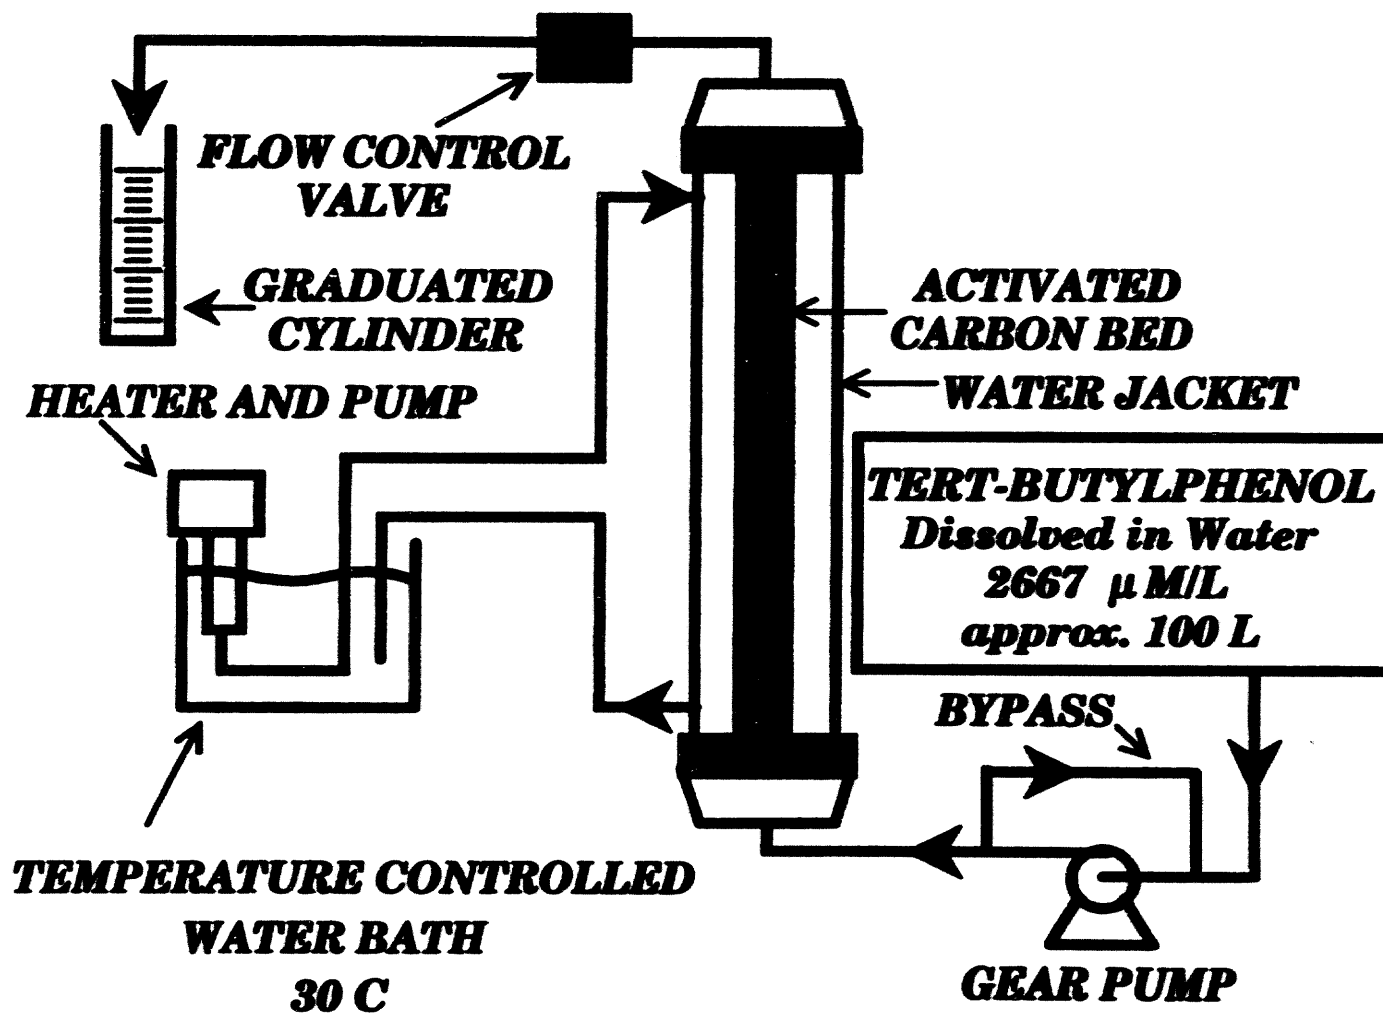 FLOW CONTROL
VALVE
GRADUATED
CYLINDER
ACTIVATED
CARBON BED
WATER JACKET
HEATER AND PUMP
TERT-BUTYLPHENOL
Dissolved in Water
2667 μ M/L
approx. 100 L
BYPASS
TEMPERATURE CONTROLLED
WATER BATH
30 C
GEAR PUMP